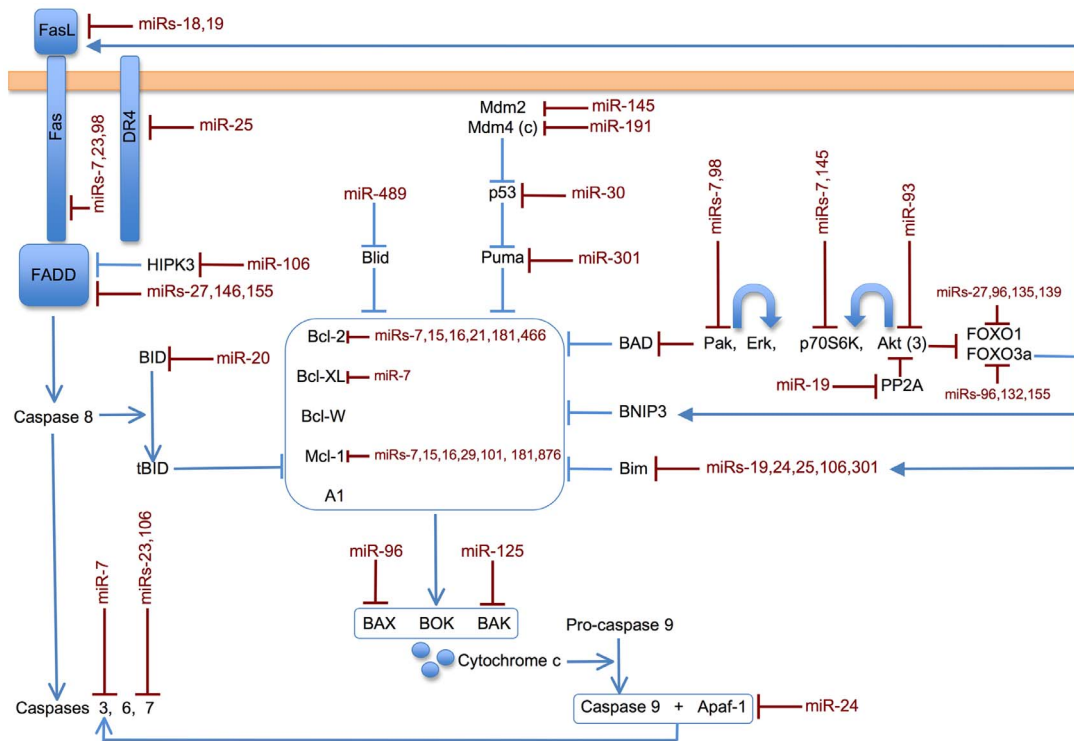 FasL
miRs-18,19
Fas
DR4
miR-25
miRs-7,23,98
Mdm2
miR-145
Mdm4 (c)
miR-191
miR-489
p53
miR-30
miRs-7,98
miRs-7,145
miR-93
Blid
Puma
miR-301
FADD
HIPK3
miR-106
miRs-27,146,155
miRs-27,96,135,139
Bcl-2
miRs-7,15,16,21,181,466
BAD
Pak, Erk,
p70S6K, Akt (3)
FOXO1
FOXO3a
BID
miR-20
Bcl-XL
miR-7
miR-19
PP2A
miRs-96,132,155
Caspase 8
Bcl-W
BNIP3
tBID
Mcl-1
miRs-7,15,16,29,101, 181,876
Bim
miRs-19,24,25,106,301
A1
miR-7
miRs-23,106
miR-96
miR-125
BAX BOK BAK
Pro-caspase 9
Cytochrome c
Caspases 3, 6, 7
Caspase 9 + Apaf-1
miR-24